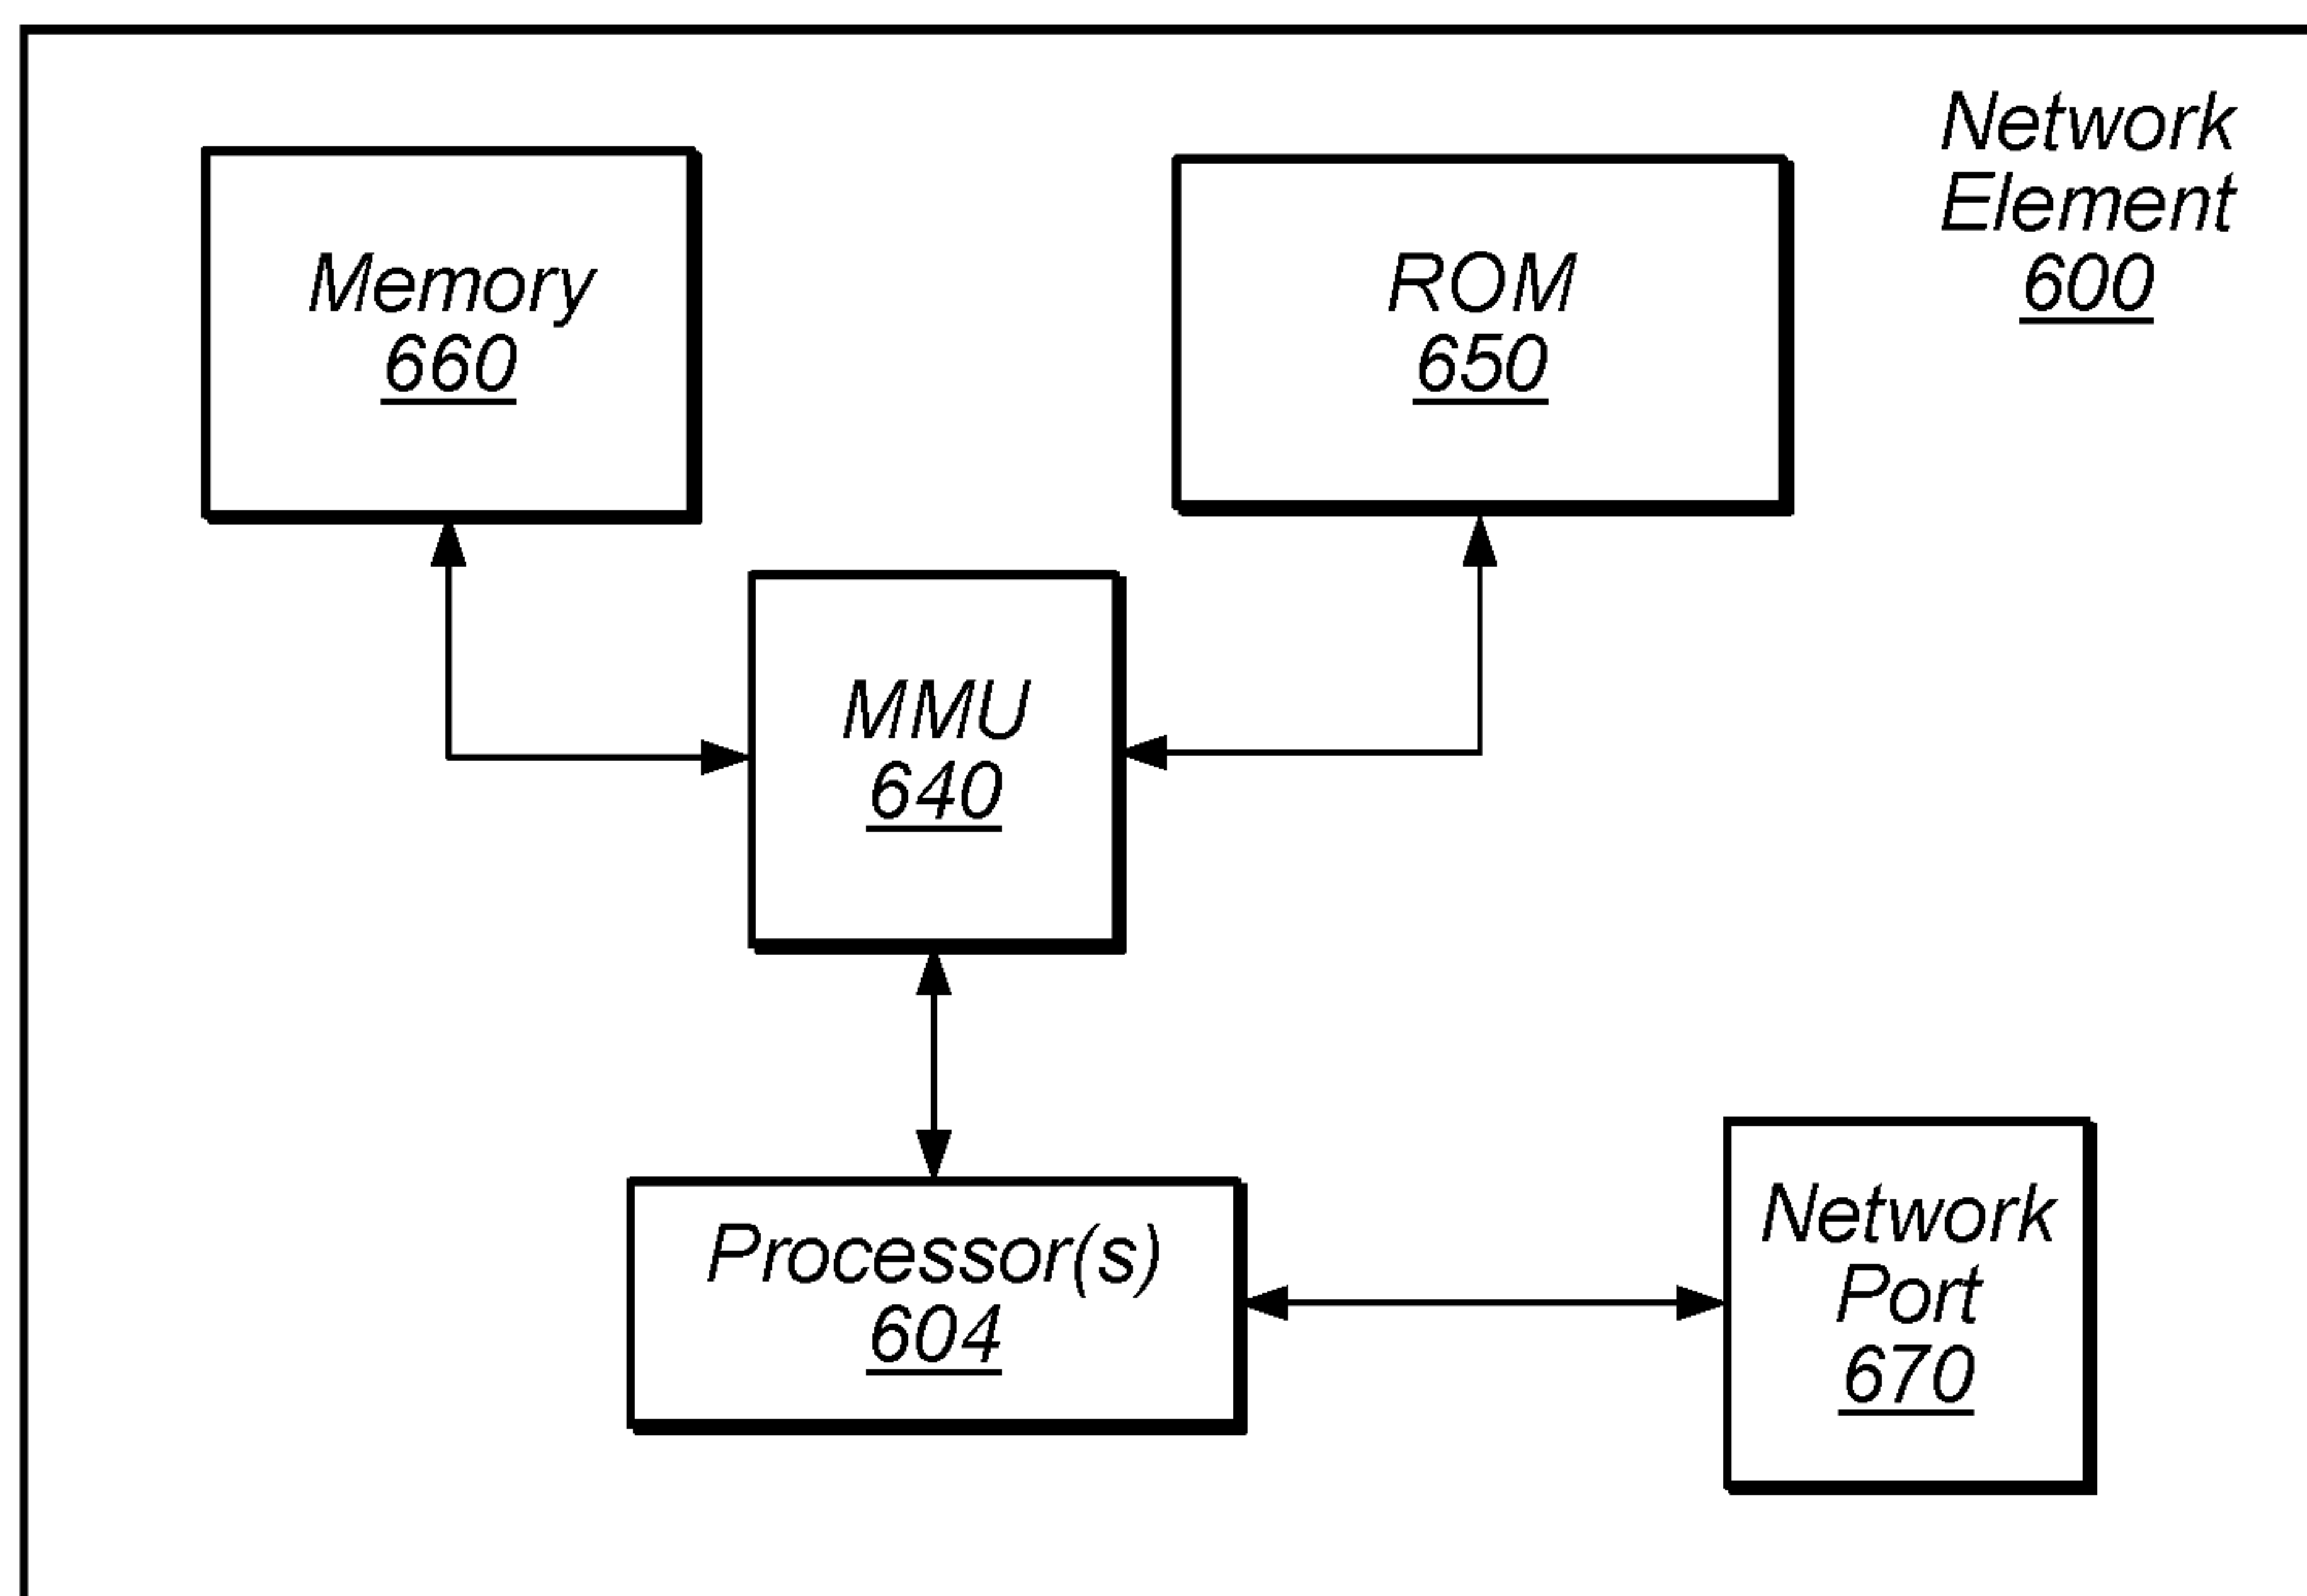 Network
Element
600
Memory
660
ROM
650
MMU
640
Processor(s)
604
Network
Port
670